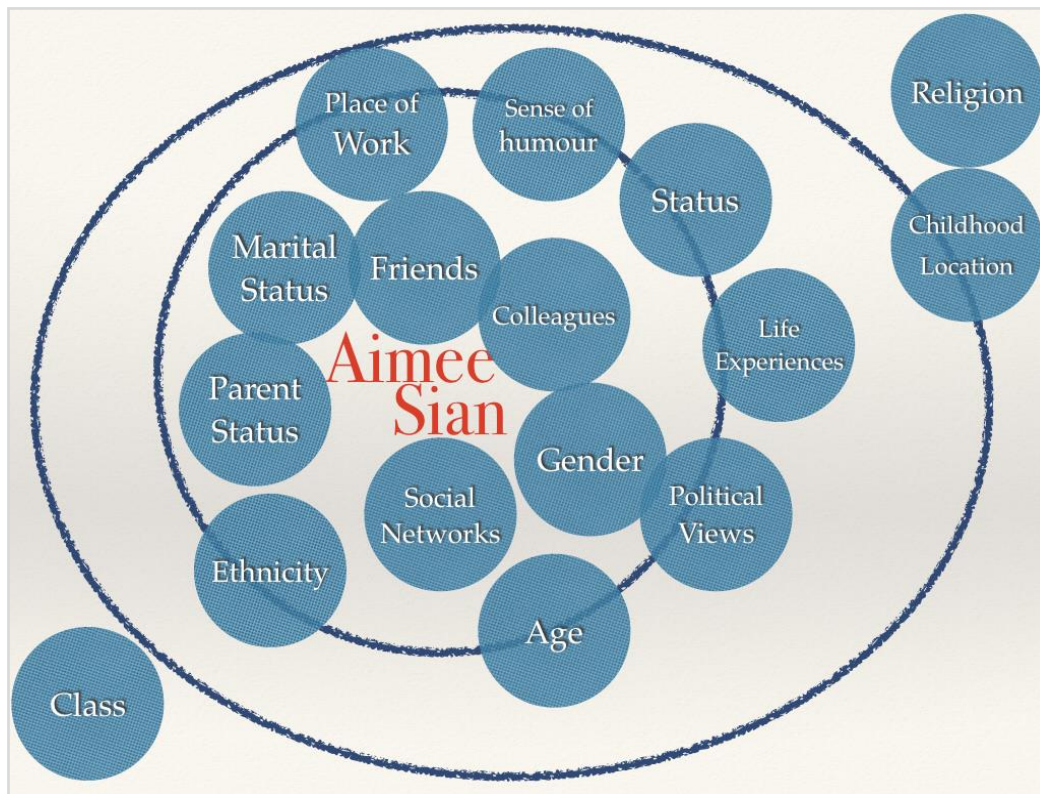 Place of
Work
Sense of
humour
Religion
Status
Childhood
Location
Marital
Status
Friends
Colleagues
Life
Experiences
Aimee
Sian
Parent
Status
Gender
Social
Networks
Political
Views
Ethnicity
Age
Class